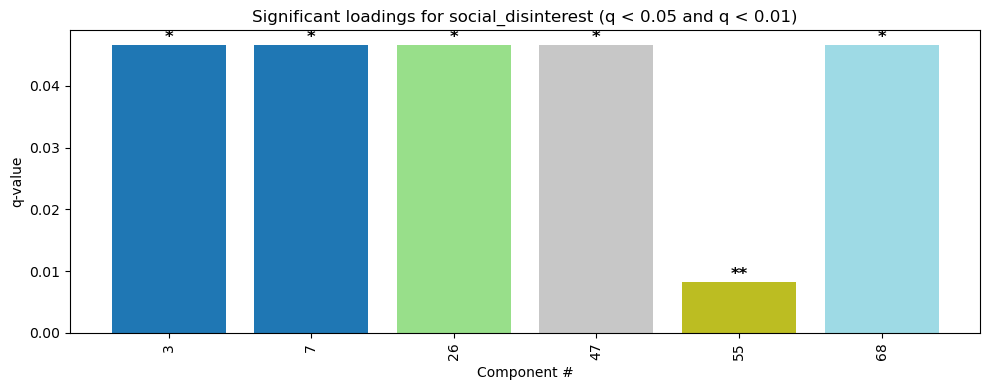 Significant loadings for social_disinterest (q < 0.05 and q < 0.01)
* * * * ** *
q-value
0.04
0.03
0.02
0.01
0.00
3 7 26 47 55 68
Component #